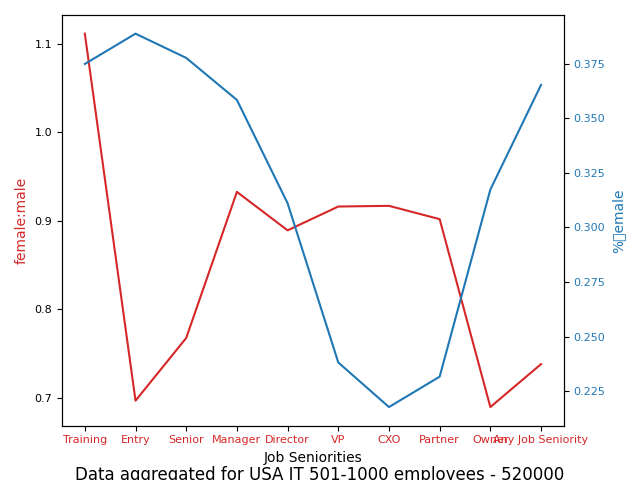 1.1
1.0
0.9
0.8
0.7
female:male
0.375
0.350
0.325
0.300
0.275
0.250
0.225
%▯emale
Training Entry Senior Manager Director VP CXO Partner Owner Any Job Seniority
Job Seniorities
Data aggregated for USA IT 501-1000 employees - 520000